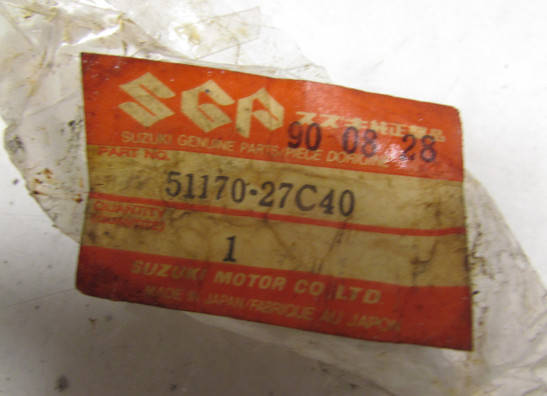 SGP スズキ純正部品
90 08.28
SUZUKI GENUINE PARTS/PIECE
PART NO.
51170-27C40
QUANTITY
1
SUZUKI MOTOR CO.,LTD.
MADE IN JAPAN/FABRIQUE AU JAPON